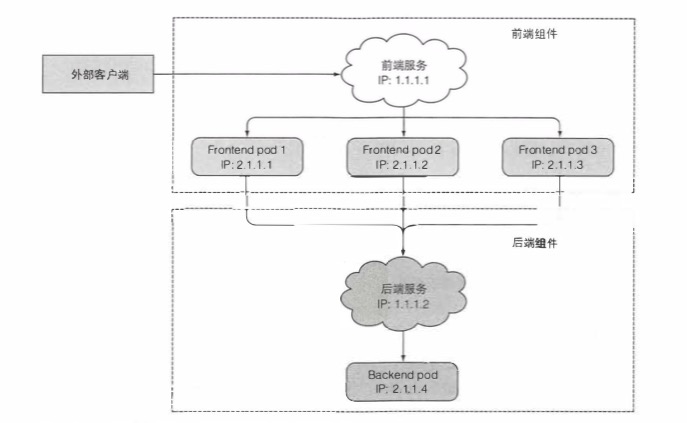 前端组件
外部客户端
前端服务
IP: 1.1.1.1
Frontend pod 1
IP: 2.1.1.1
Frontend pod 2
IP: 2.1.1.2
Frontend pod 3
IP: 2.1.1.3
后端组件
后端服务
IP: 1.1.1.2
Backend pod
IP: 2.1.1.4